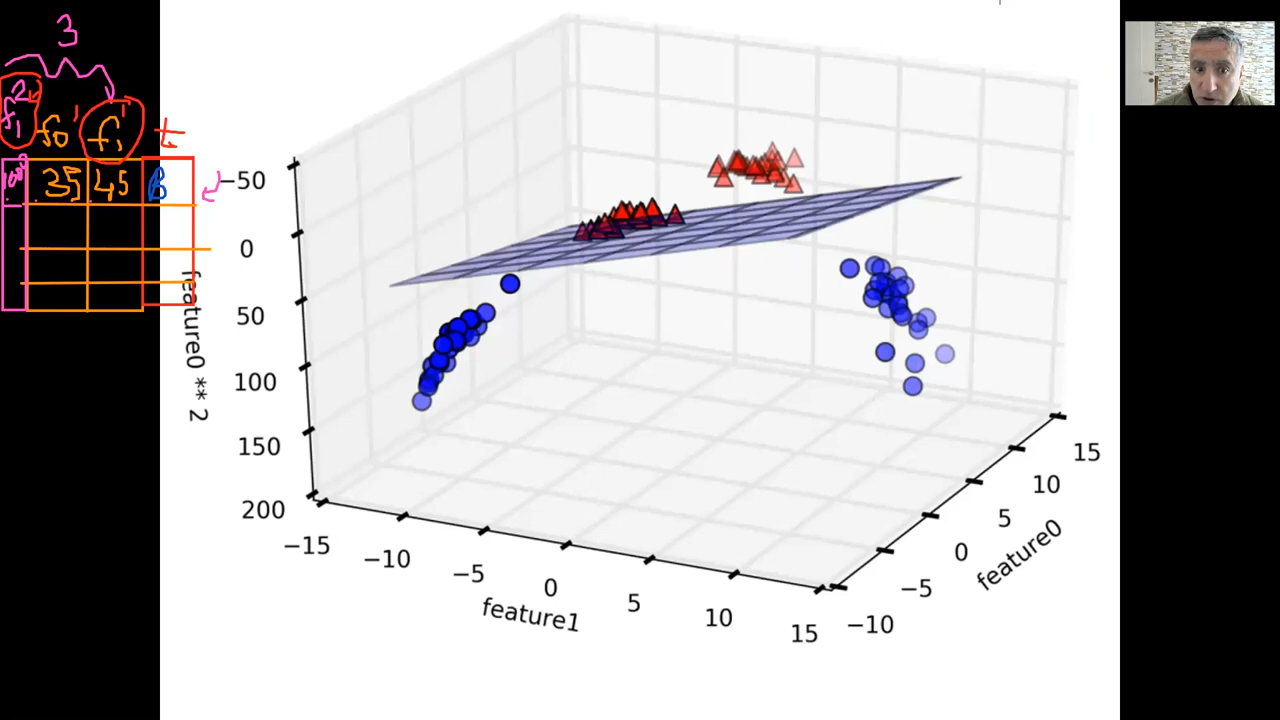 3
f₁² f₀' f₁' t
35 45 B
−50
0
50
100
150
200
feature0 ** 2
−15 −10 −5 0 5 10 15
feature1
−10 −5 0 5 10 15
feature0